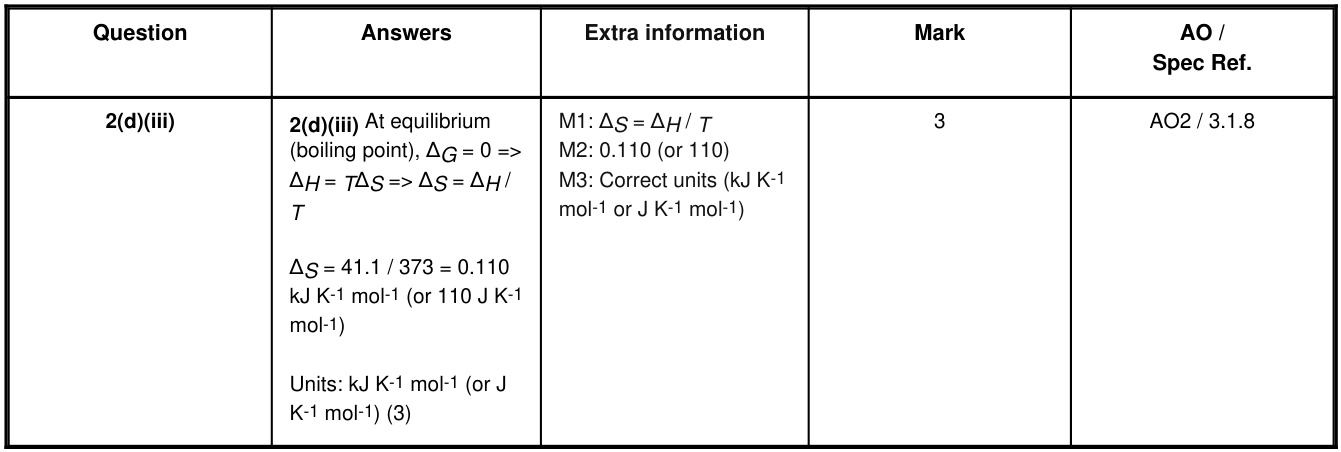 Question Answers Extra information Mark AO /
Spec Ref.
2(d)(iii)
2(d)(iii) At equilibrium
(boiling point), ΔG = 0 =>
ΔH = TΔS => ΔS = ΔH /
T
ΔS = 41.1 / 373 = 0.110
kJ K-1 mol-1 (or 110 J K-1
mol-1)
Units: kJ K-1 mol-1 (or J
K-1 mol-1) (3)
M1: ΔS = ΔH / T
M2: 0.110 (or 110)
M3: Correct units (kJ K-1
mol-1 or J K-1 mol-1)
3
AO2 / 3.1.8